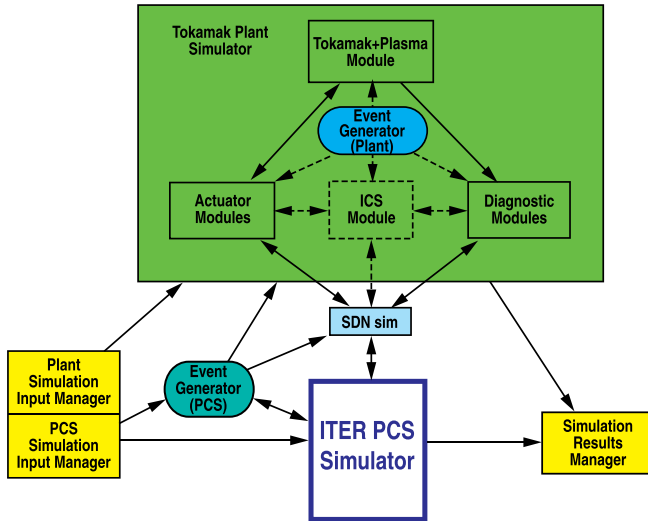 Tokamak Plant
Simulator
Tokamak+Plasma
Module
Event
Generator
(Plant)
Actuator
Modules
ICS
Module
Diagnostic
Modules
SDN sim
Plant
Simulation
Input Manager
Event
Generator
(PCS)
PCS
Simulation
Input Manager
ITER PCS
Simulator
Simulation
Results
Manager